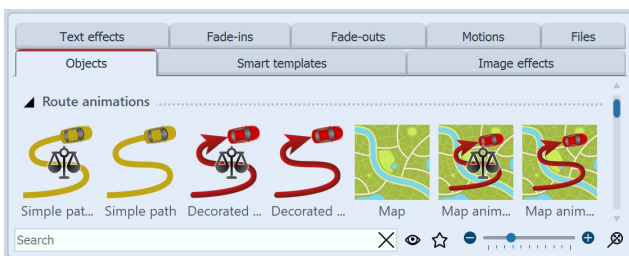 Text effects Fade-ins Fade-outs Motions Files
Objects Smart templates Image effects
Route animations
Simple pat... Simple path Decorated ... Decorated ... Map Map anim... Map anim...
Search